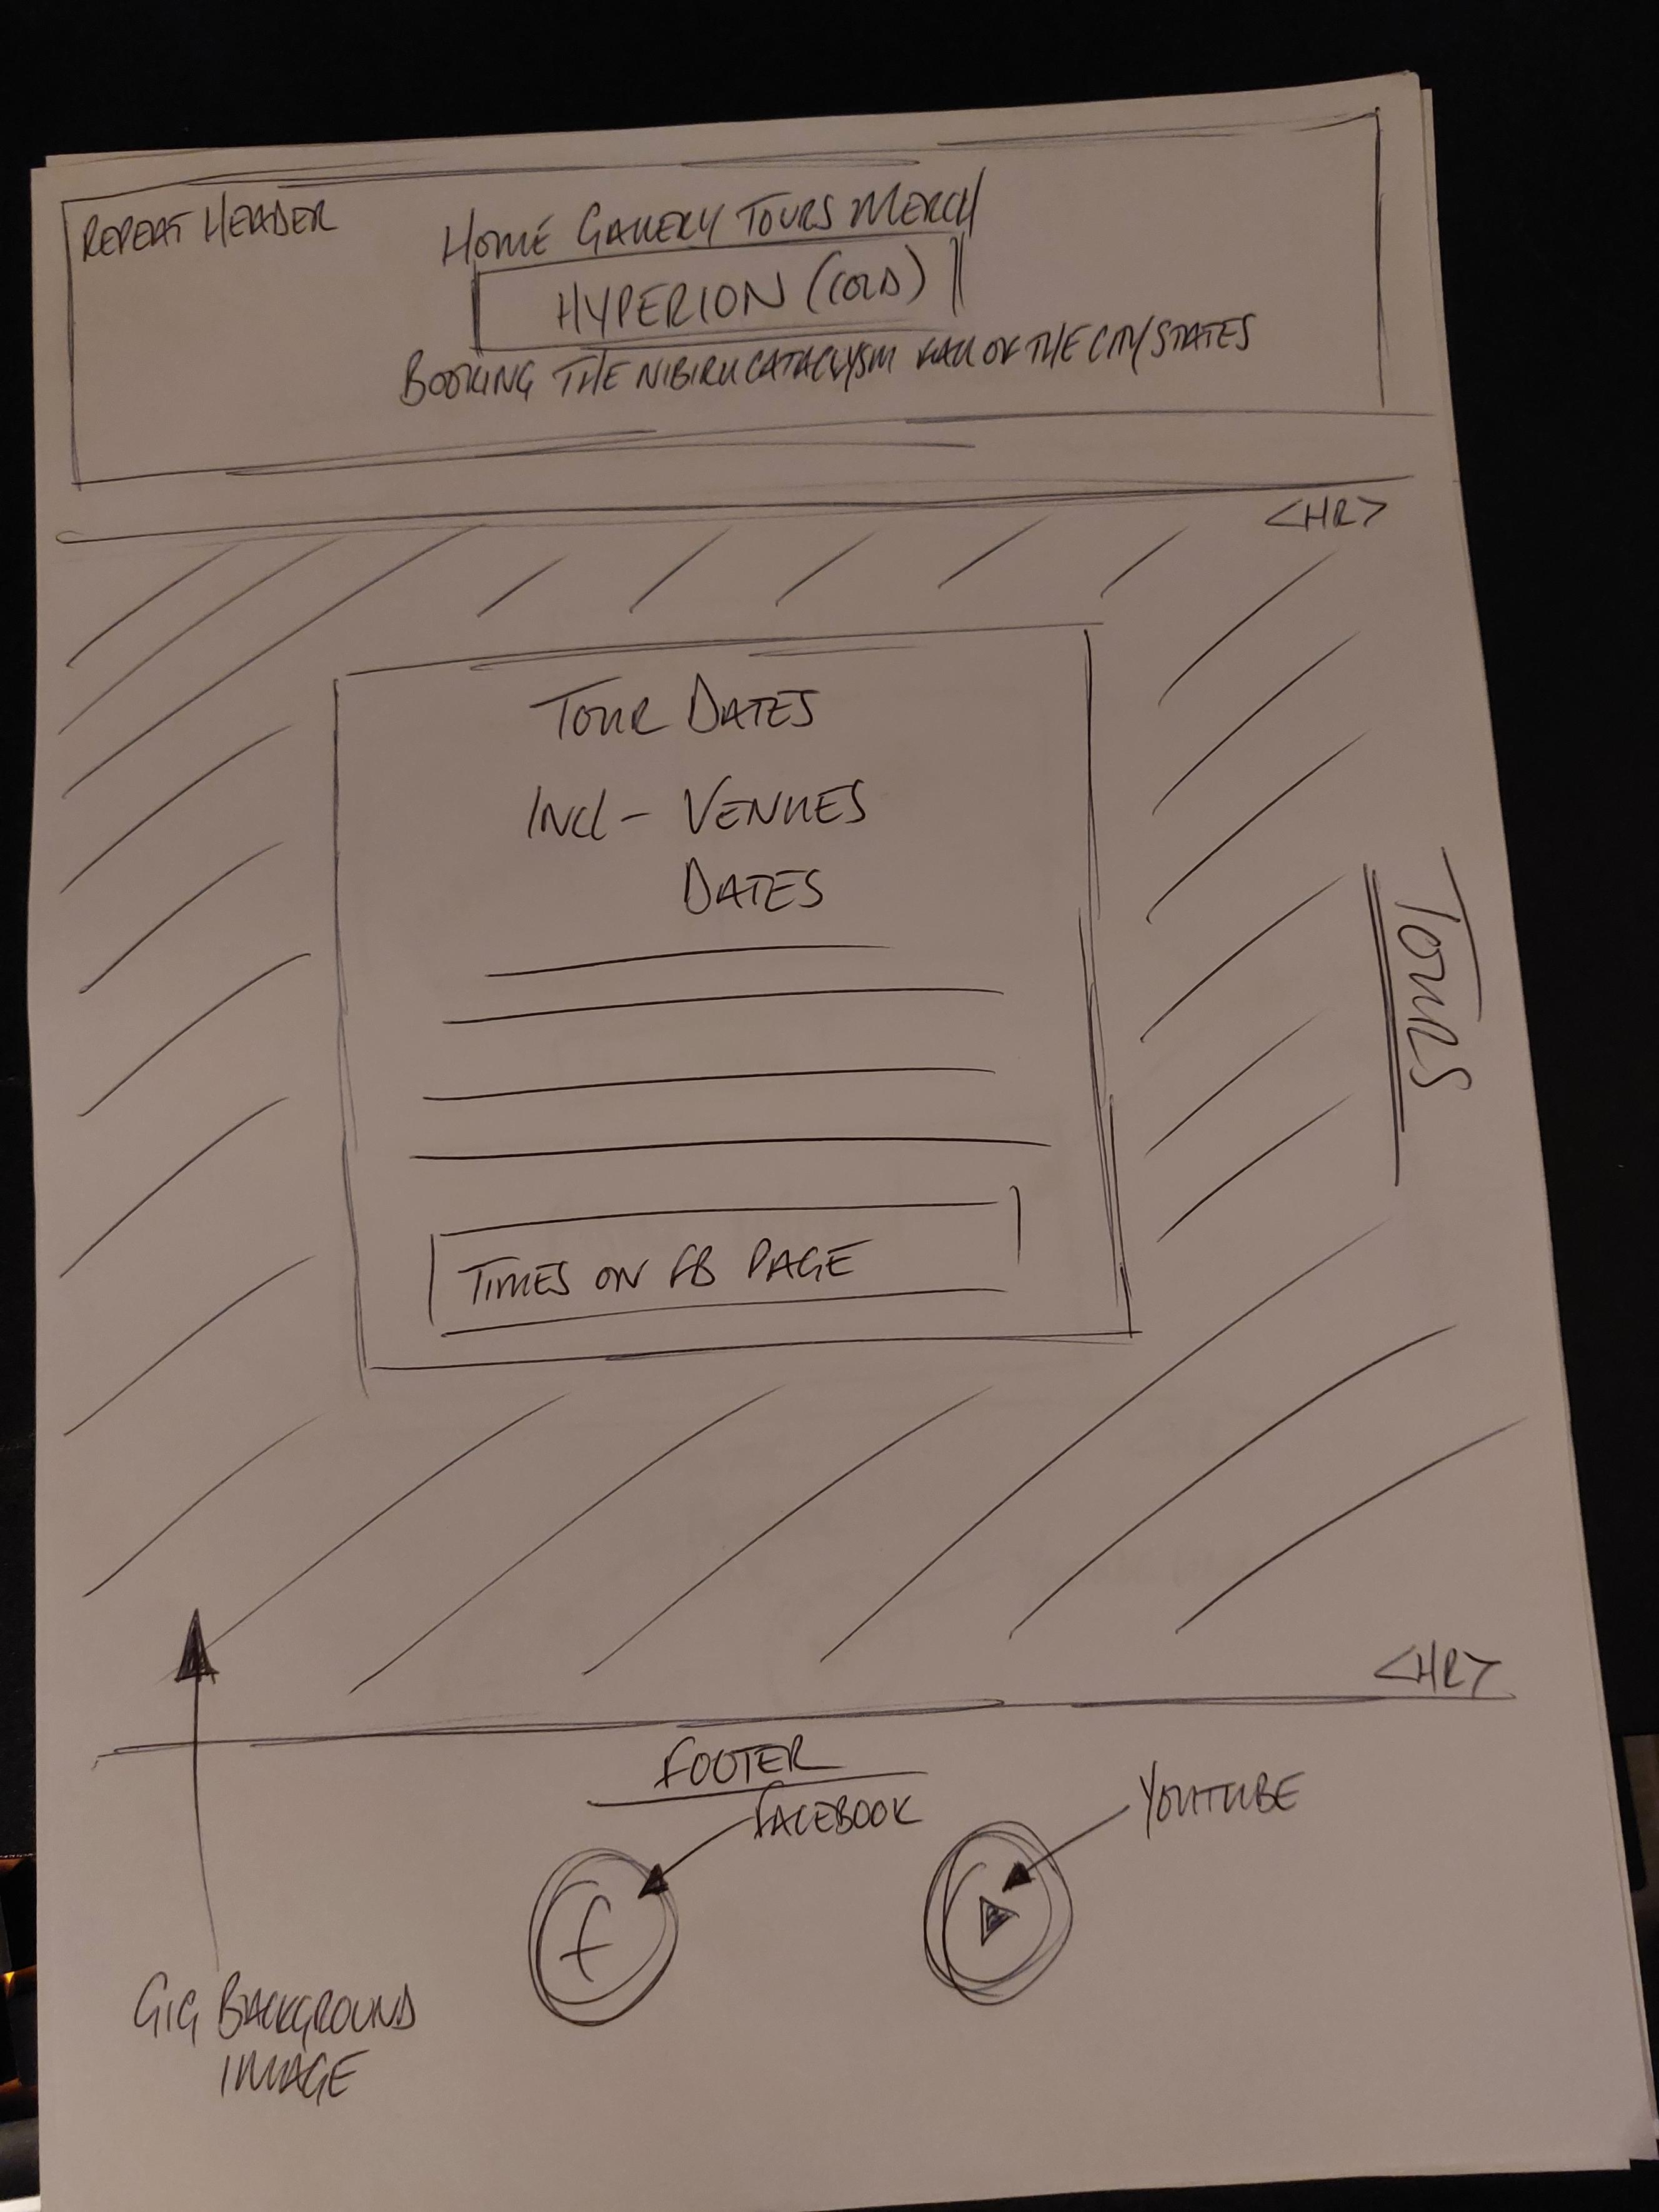 REPEAT HEADER
HOME GALLERY TOURS MERCH
HYPERION (COLD)
BOOKING THE NIBIRU CATACLYSM WAR OF THE CITY STATES
<HR>
TOUR DATES
INCL- VENUES
DATES
TOURS
TIMES ON FB PAGE
<HR>
FOOTER
FACEBOOK
YOUTUBE
f
GIG BACKGROUND
IMAGE